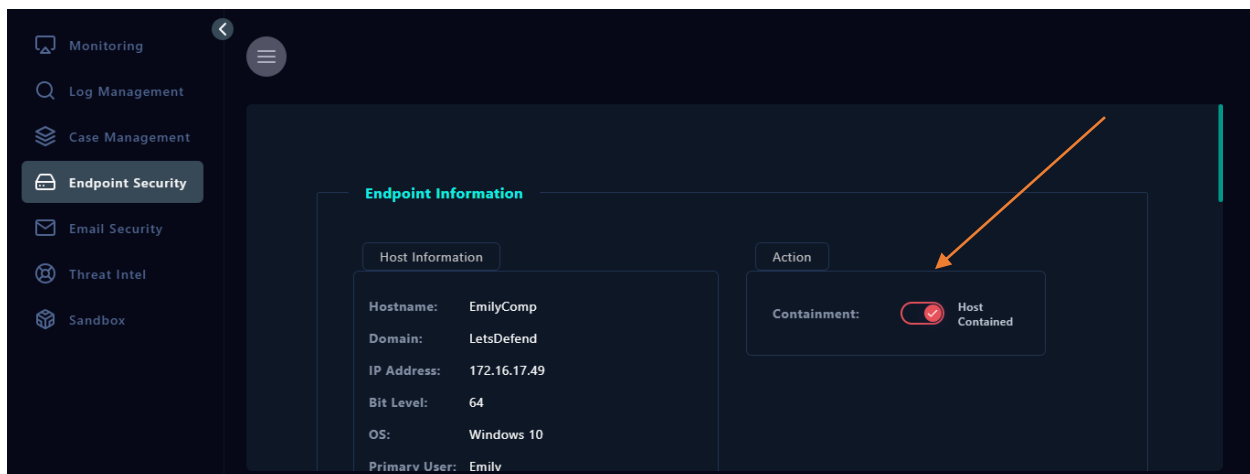 Monitoring
Log Management
Case Management
Endpoint Security
Email Security
Threat Intel
Sandbox
Endpoint Information
Host Information
Hostname: EmilyComp
Domain: LetsDefend
IP Address: 172.16.17.49
Bit Level: 64
OS: Windows 10
Primary User: Emily
Action
Containment: Host
Contained